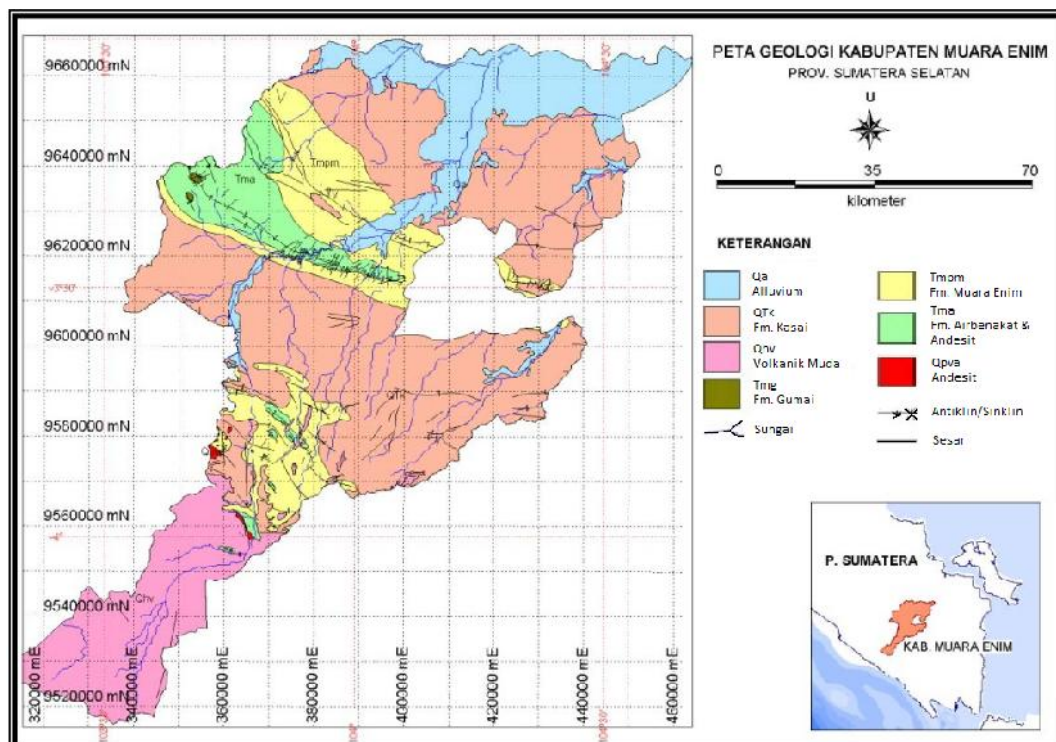 PETA GEOLOGI KABUPATEN MUARA ENIM
PROV. SUMATERA SELATAN
U
0 35 70
kilometer
KETERANGAN
Qa
Alluvium
QTk
Fm. Kasai
Qhv
Volkanik Muda
Tmg
Fm. Gumai
Sungai
Tmpm
Fm. Muara Enim
Tma
Fm. Airbenakat &
Andesit
Qpva
Andesit
Antiklin/Sinklin
Sesar
P. SUMATERA
KAB. MUARA ENIM
9660000 mN
9640000 mN
9620000 mN
9600000 mN
9580000 mN
9560000 mN
9540000 mN
9520000 mN
320000 mE
340000 mE
360000 mE
380000 mE
400000 mE
420000 mE
440000 mE
460000 mE
Tmpm
Tma
Qhv